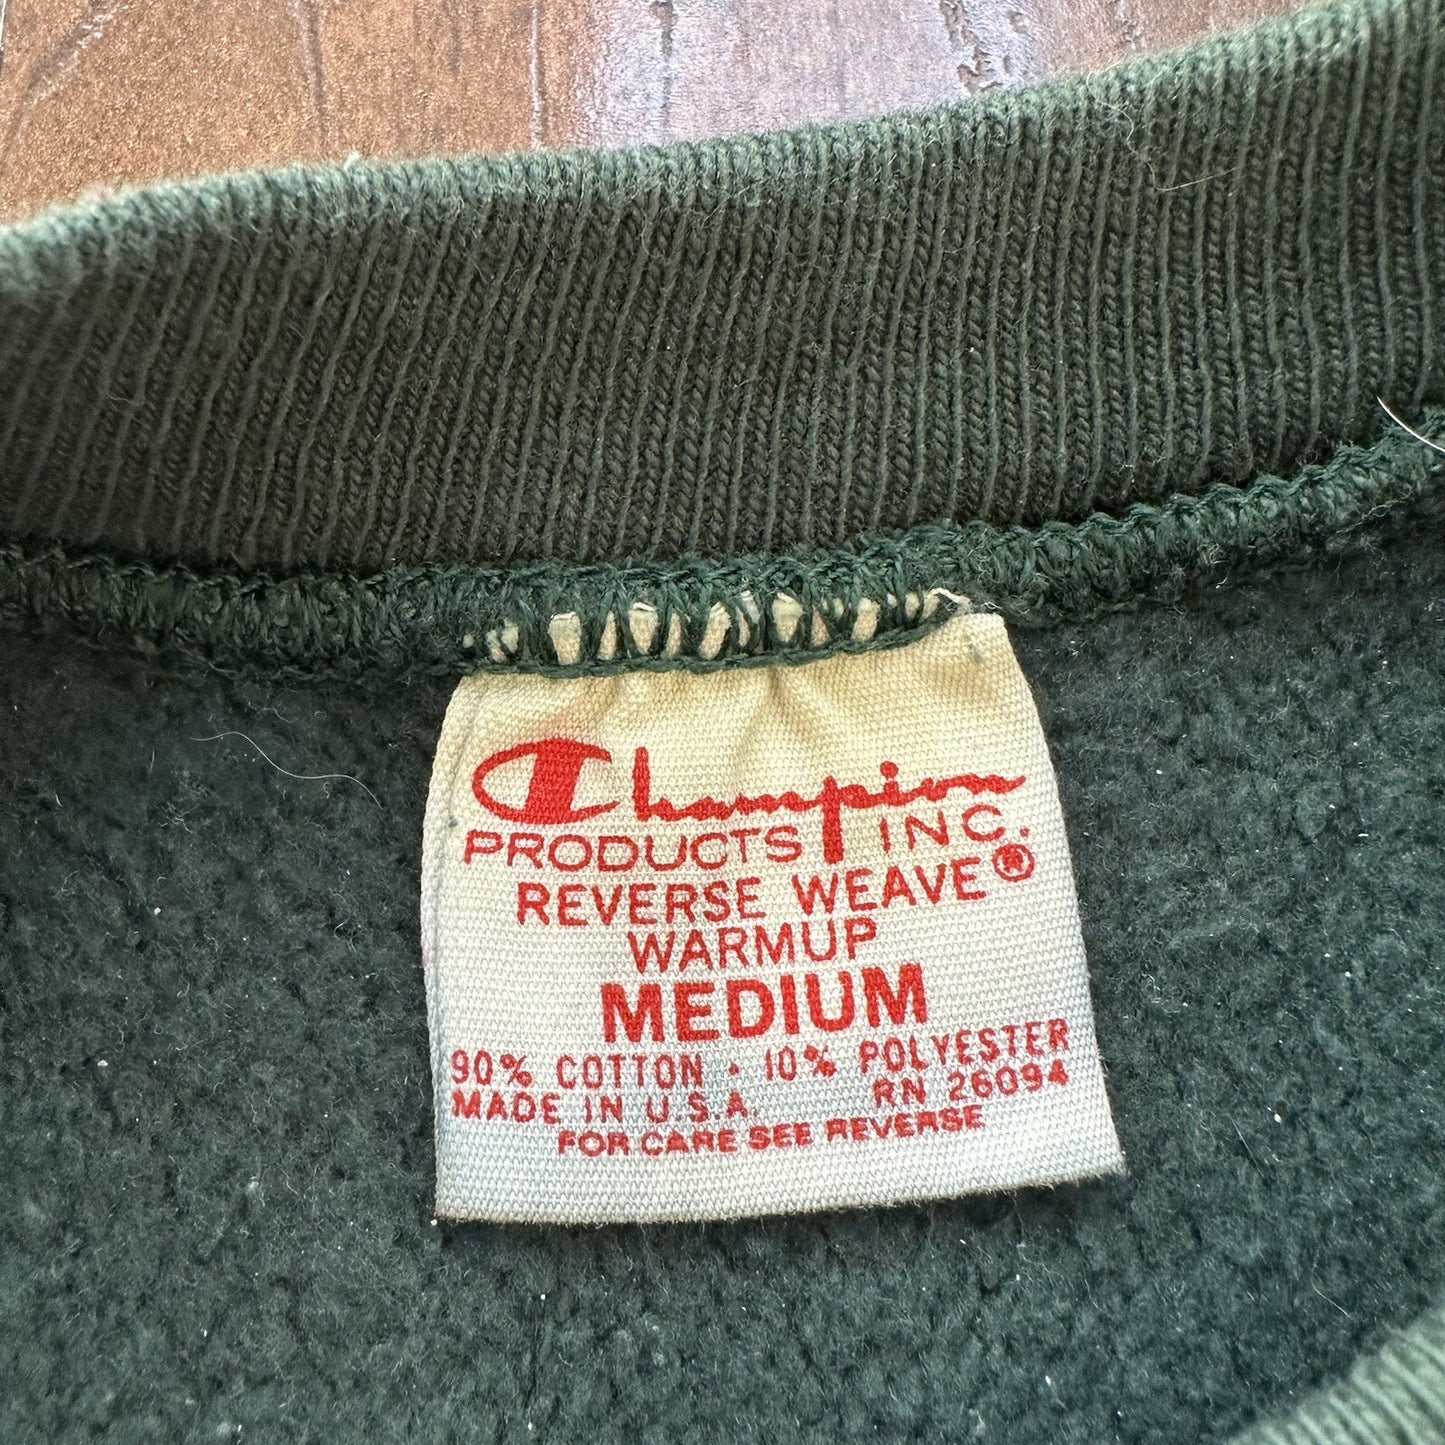 Champion
PRODUCTS INC.
REVERSE WEAVE®
WARMUP
MEDIUM
90% COTTON · 10% POLYESTER
MADE IN U.S.A. RN 26094
FOR CARE SEE REVERSE